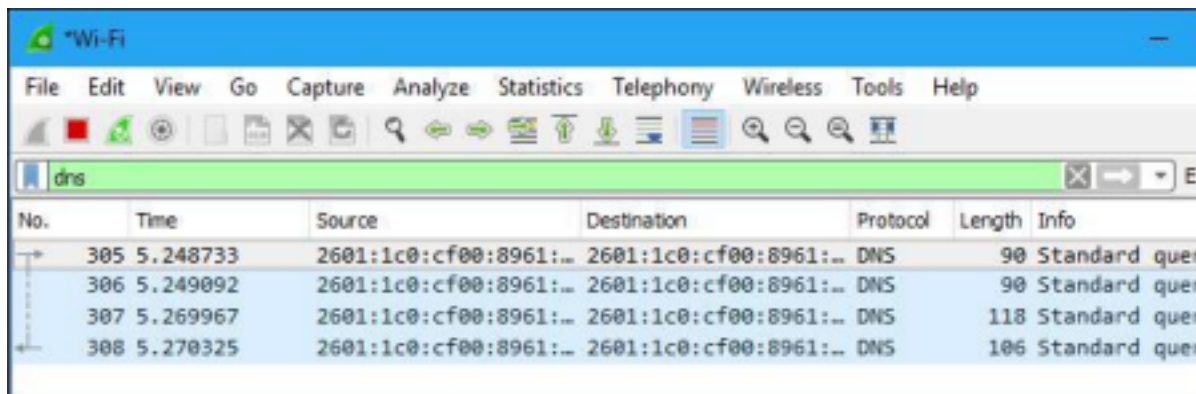 *Wi-Fi
File Edit View Go Capture Analyze Statistics Telephony Wireless Tools Help
dns E
No. Time Source Destination Protocol Length Info
305 5.248733 2601:1c0:cf00:8961:… 2601:1c0:cf00:8961:… DNS 90 Standard quer
306 5.249092 2601:1c0:cf00:8961:… 2601:1c0:cf00:8961:… DNS 90 Standard quer
307 5.269967 2601:1c0:cf00:8961:… 2601:1c0:cf00:8961:… DNS 118 Standard quer
308 5.270325 2601:1c0:cf00:8961:… 2601:1c0:cf00:8961:… DNS 106 Standard quer